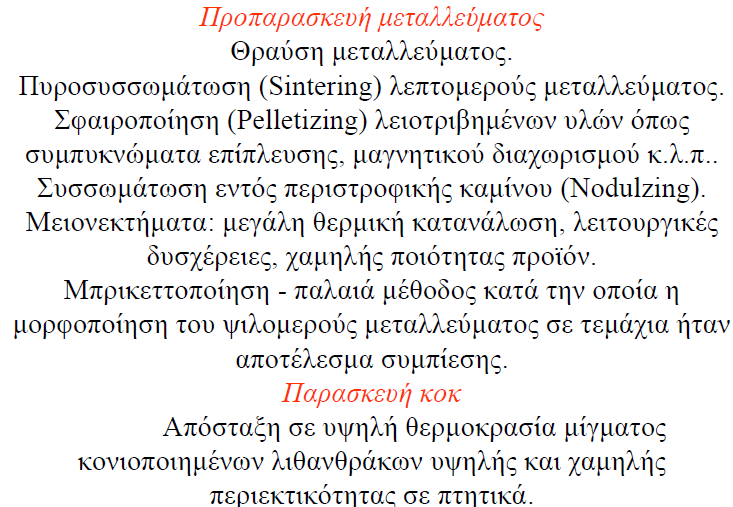 Προπαρασκευή μεταλλεύματος
Θραύση μεταλλεύματος.
Πυροσυσσωμάτωση (Sintering) λεπτομερούς μεταλλεύματος.
Σφαιροποίηση (Pelletizing) λειοτριβημένων υλών όπως
συμπυκνώματα επίπλευσης, μαγνητικού διαχωρισμού κ.λ.π..
Συσσωμάτωση εντός περιστροφικής καμίνου (Nodulzing).
Μειονεκτήματα: μεγάλη θερμική κατανάλωση, λειτουργικές
δυσχέρειες, χαμηλής ποιότητας προϊόν.
Μπρικεττοποίηση - παλαιά μέθοδος κατά την οποία η
μορφοποίηση του ψιλομερούς μεταλλεύματος σε τεμάχια ήταν
αποτέλεσμα συμπίεσης.
Παρασκευή κοκ
Απόσταξη σε υψηλή θερμοκρασία μίγματος
κονιοποιημένων λιθανθράκων υψηλής και χαμηλής
περιεκτικότητας σε πτητικά.